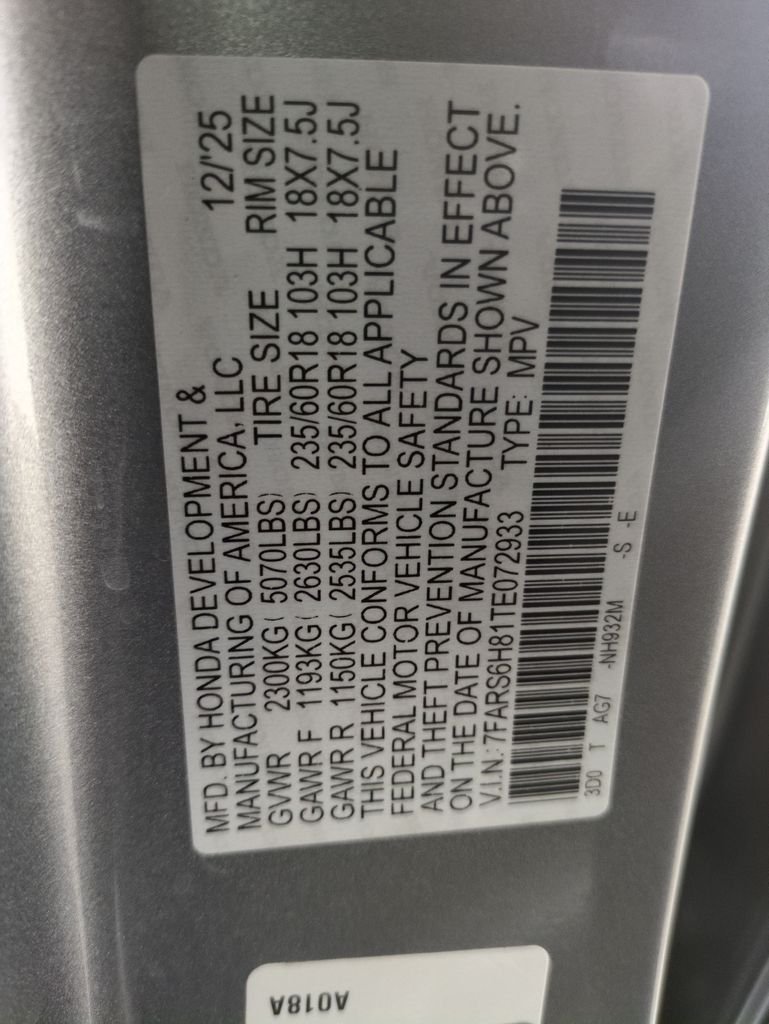 MFD. BY HONDA DEVELOPMENT & 12/'25
MANUFACTURING OF AMERICA, LLC
GVWR 2300KG( 5070LBS) TIRE SIZE RIM SIZE
GAWR F 1193KG( 2630LBS) 235/60R18 103H 18X7.5J
GAWR R 1150KG( 2535LBS) 235/60R18 103H 18X7.5J
THIS VEHICLE CONFORMS TO ALL APPLICABLE
FEDERAL MOTOR VEHICLE SAFETY
AND THEFT PREVENTION STANDARDS IN EFFECT
ON THE DATE OF MANUFACTURE SHOWN ABOVE.
V.I.N.: 7FARS6H81TE072933 TYPE: MPV
3D0 T AG7 -NH932M -S -E
A018A